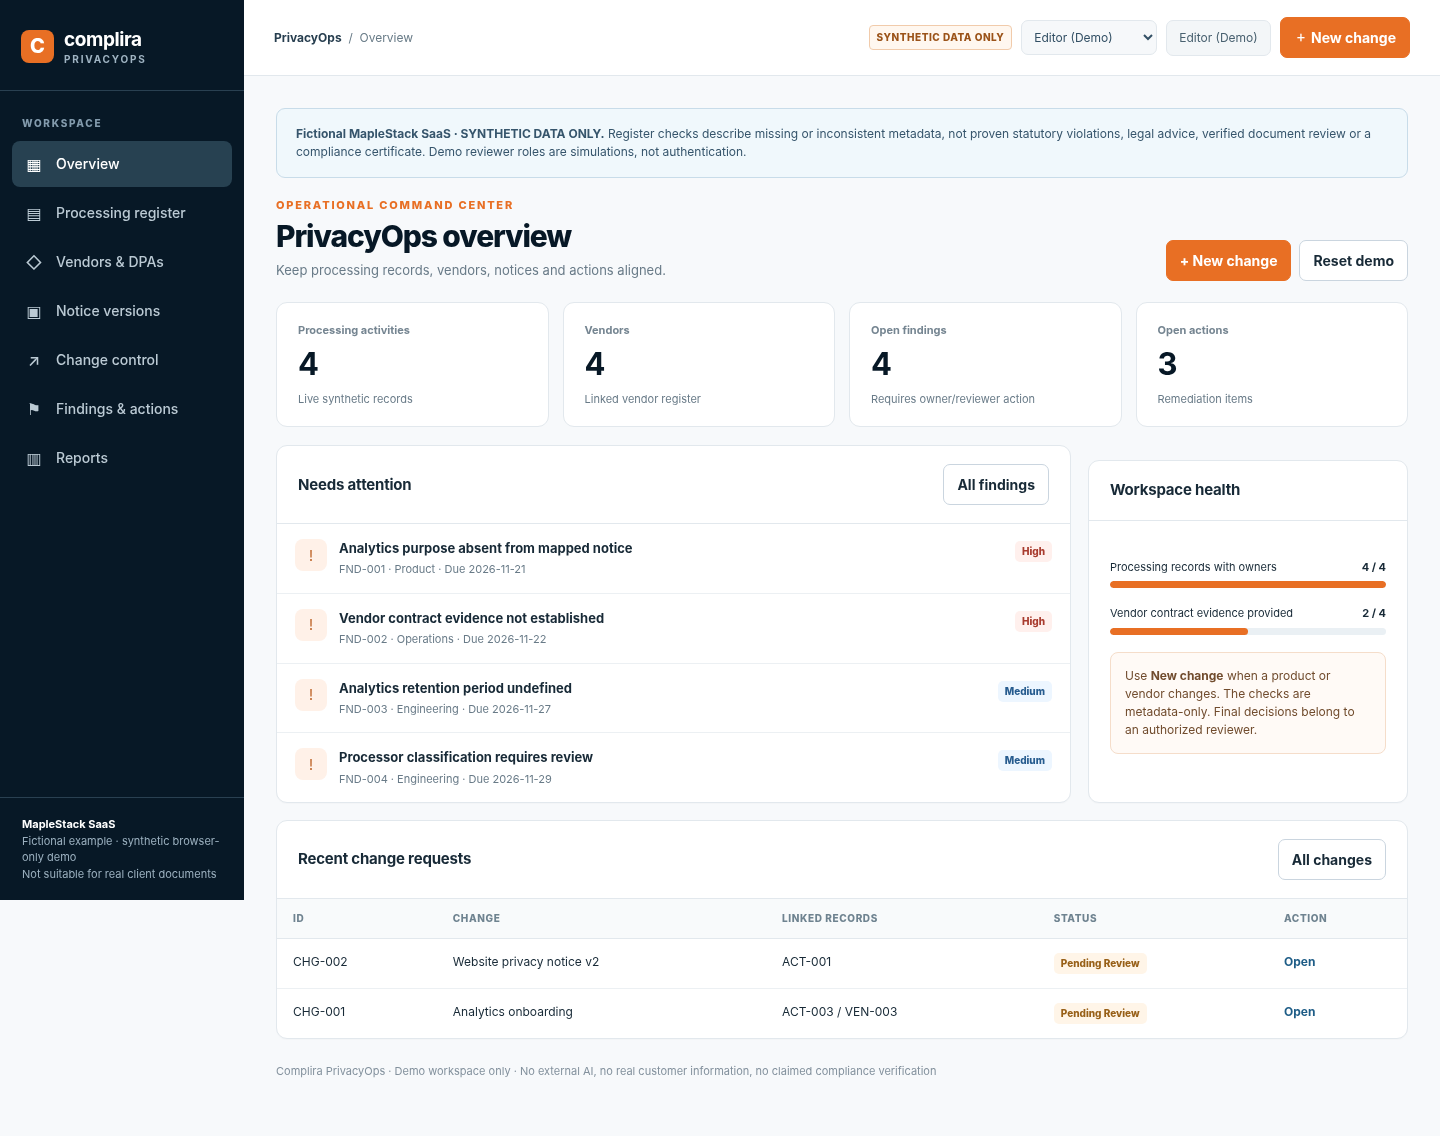 C complira
PRIVACYOPS
WORKSPACE
Overview
Processing register
Vendors & DPAs
Notice versions
Change control
Findings & actions
Reports
MapleStack SaaS
Fictional example · synthetic browser-
only demo
Not suitable for real client documents
PrivacyOps / Overview
SYNTHETIC DATA ONLY
Editor (Demo)
Editor (Demo)
+ New change
Fictional MapleStack SaaS · SYNTHETIC DATA ONLY. Register checks describe missing or inconsistent metadata, not proven statutory violations, legal advice, verified document review or a
compliance certificate. Demo reviewer roles are simulations, not authentication.
OPERATIONAL COMMAND CENTER
PrivacyOps overview
Keep processing records, vendors, notices and actions aligned.
+ New change
Reset demo
Processing activities
4
Live synthetic records
Vendors
4
Linked vendor register
Open findings
4
Requires owner/reviewer action
Open actions
3
Remediation items
Needs attention
All findings
! Analytics purpose absent from mapped notice
FND-001 · Product · Due 2026-11-21
High
! Vendor contract evidence not established
FND-002 · Operations · Due 2026-11-22
High
! Analytics retention period undefined
FND-003 · Engineering · Due 2026-11-27
Medium
! Processor classification requires review
FND-004 · Engineering · Due 2026-11-29
Medium
Workspace health
Processing records with owners 4 / 4
Vendor contract evidence provided 2 / 4
Use New change when a product or
vendor changes. The checks are
metadata-only. Final decisions belong to
an authorized reviewer.
Recent change requests
All changes
ID CHANGE LINKED RECORDS STATUS ACTION
CHG-002 Website privacy notice v2 ACT-001 Pending Review Open
CHG-001 Analytics onboarding ACT-003 / VEN-003 Pending Review Open
Complira PrivacyOps · Demo workspace only · No external AI, no real customer information, no claimed compliance verification